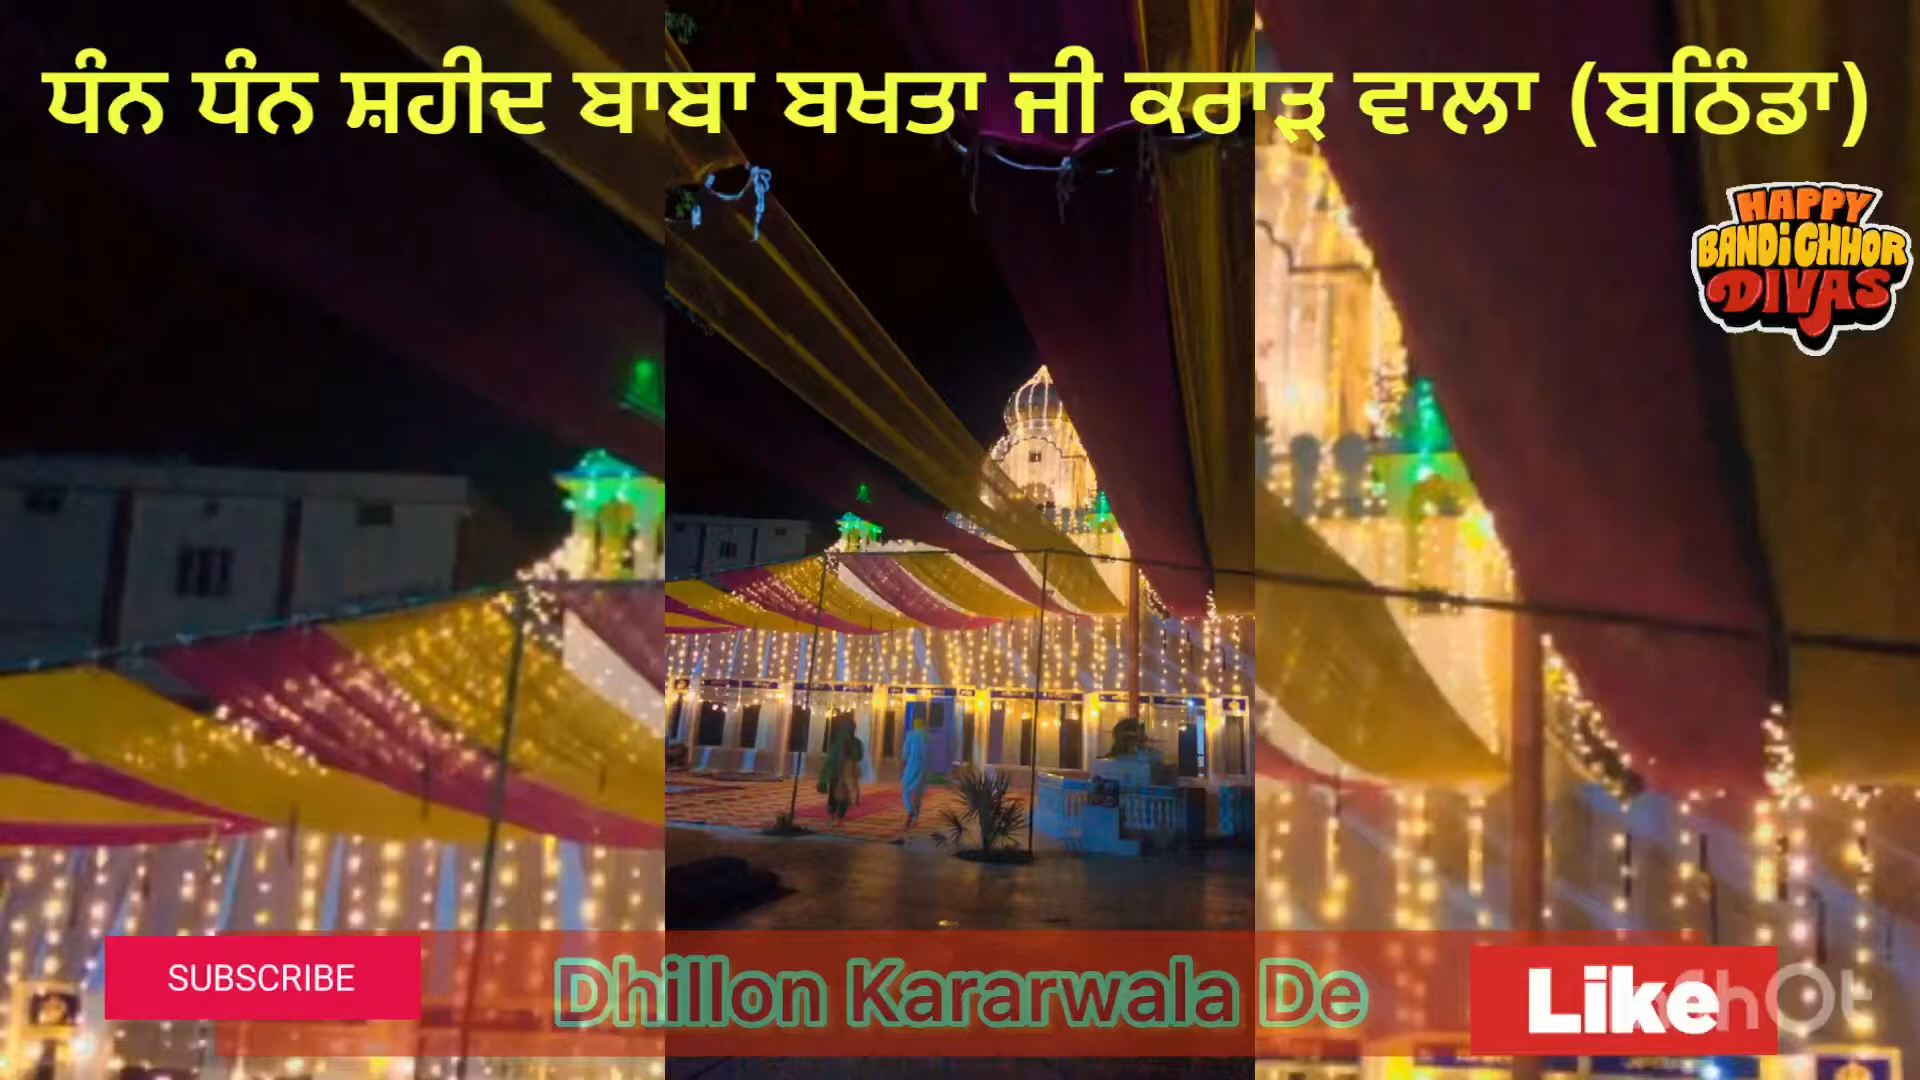 ਧੰਨ ਧੰਨ ਸ਼ਹੀਦ ਬਾਬਾ ਬਖਤਾ ਜੀ ਕਰਾੜ ਵਾਲਾ (ਬਠਿੰਡਾ)
HAPPY
BANDI CHHOR
DIVAS
SUBSCRIBE
Dhillon Kararwala De
Like